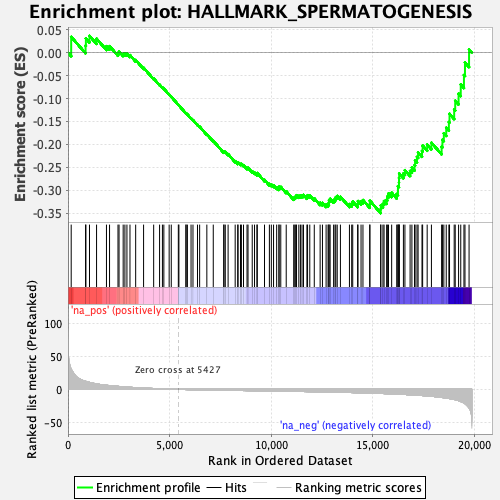 Enrichment plot: HALLMARK_SPERMATOGENESIS
Enrichment score (ES)
0.05
0.00
-0.05
-0.10
-0.15
-0.20
-0.25
-0.30
-0.35
'na_pos' (positively correlated)
Ranked list metric (PreRanked)
100
50
0
-50
Zero cross at 5427
'na_neg' (negatively correlated)
0
5,000
10,000
15,000
20,000
Rank in Ordered Dataset
Enrichment profile
Hits
Ranking metric scores